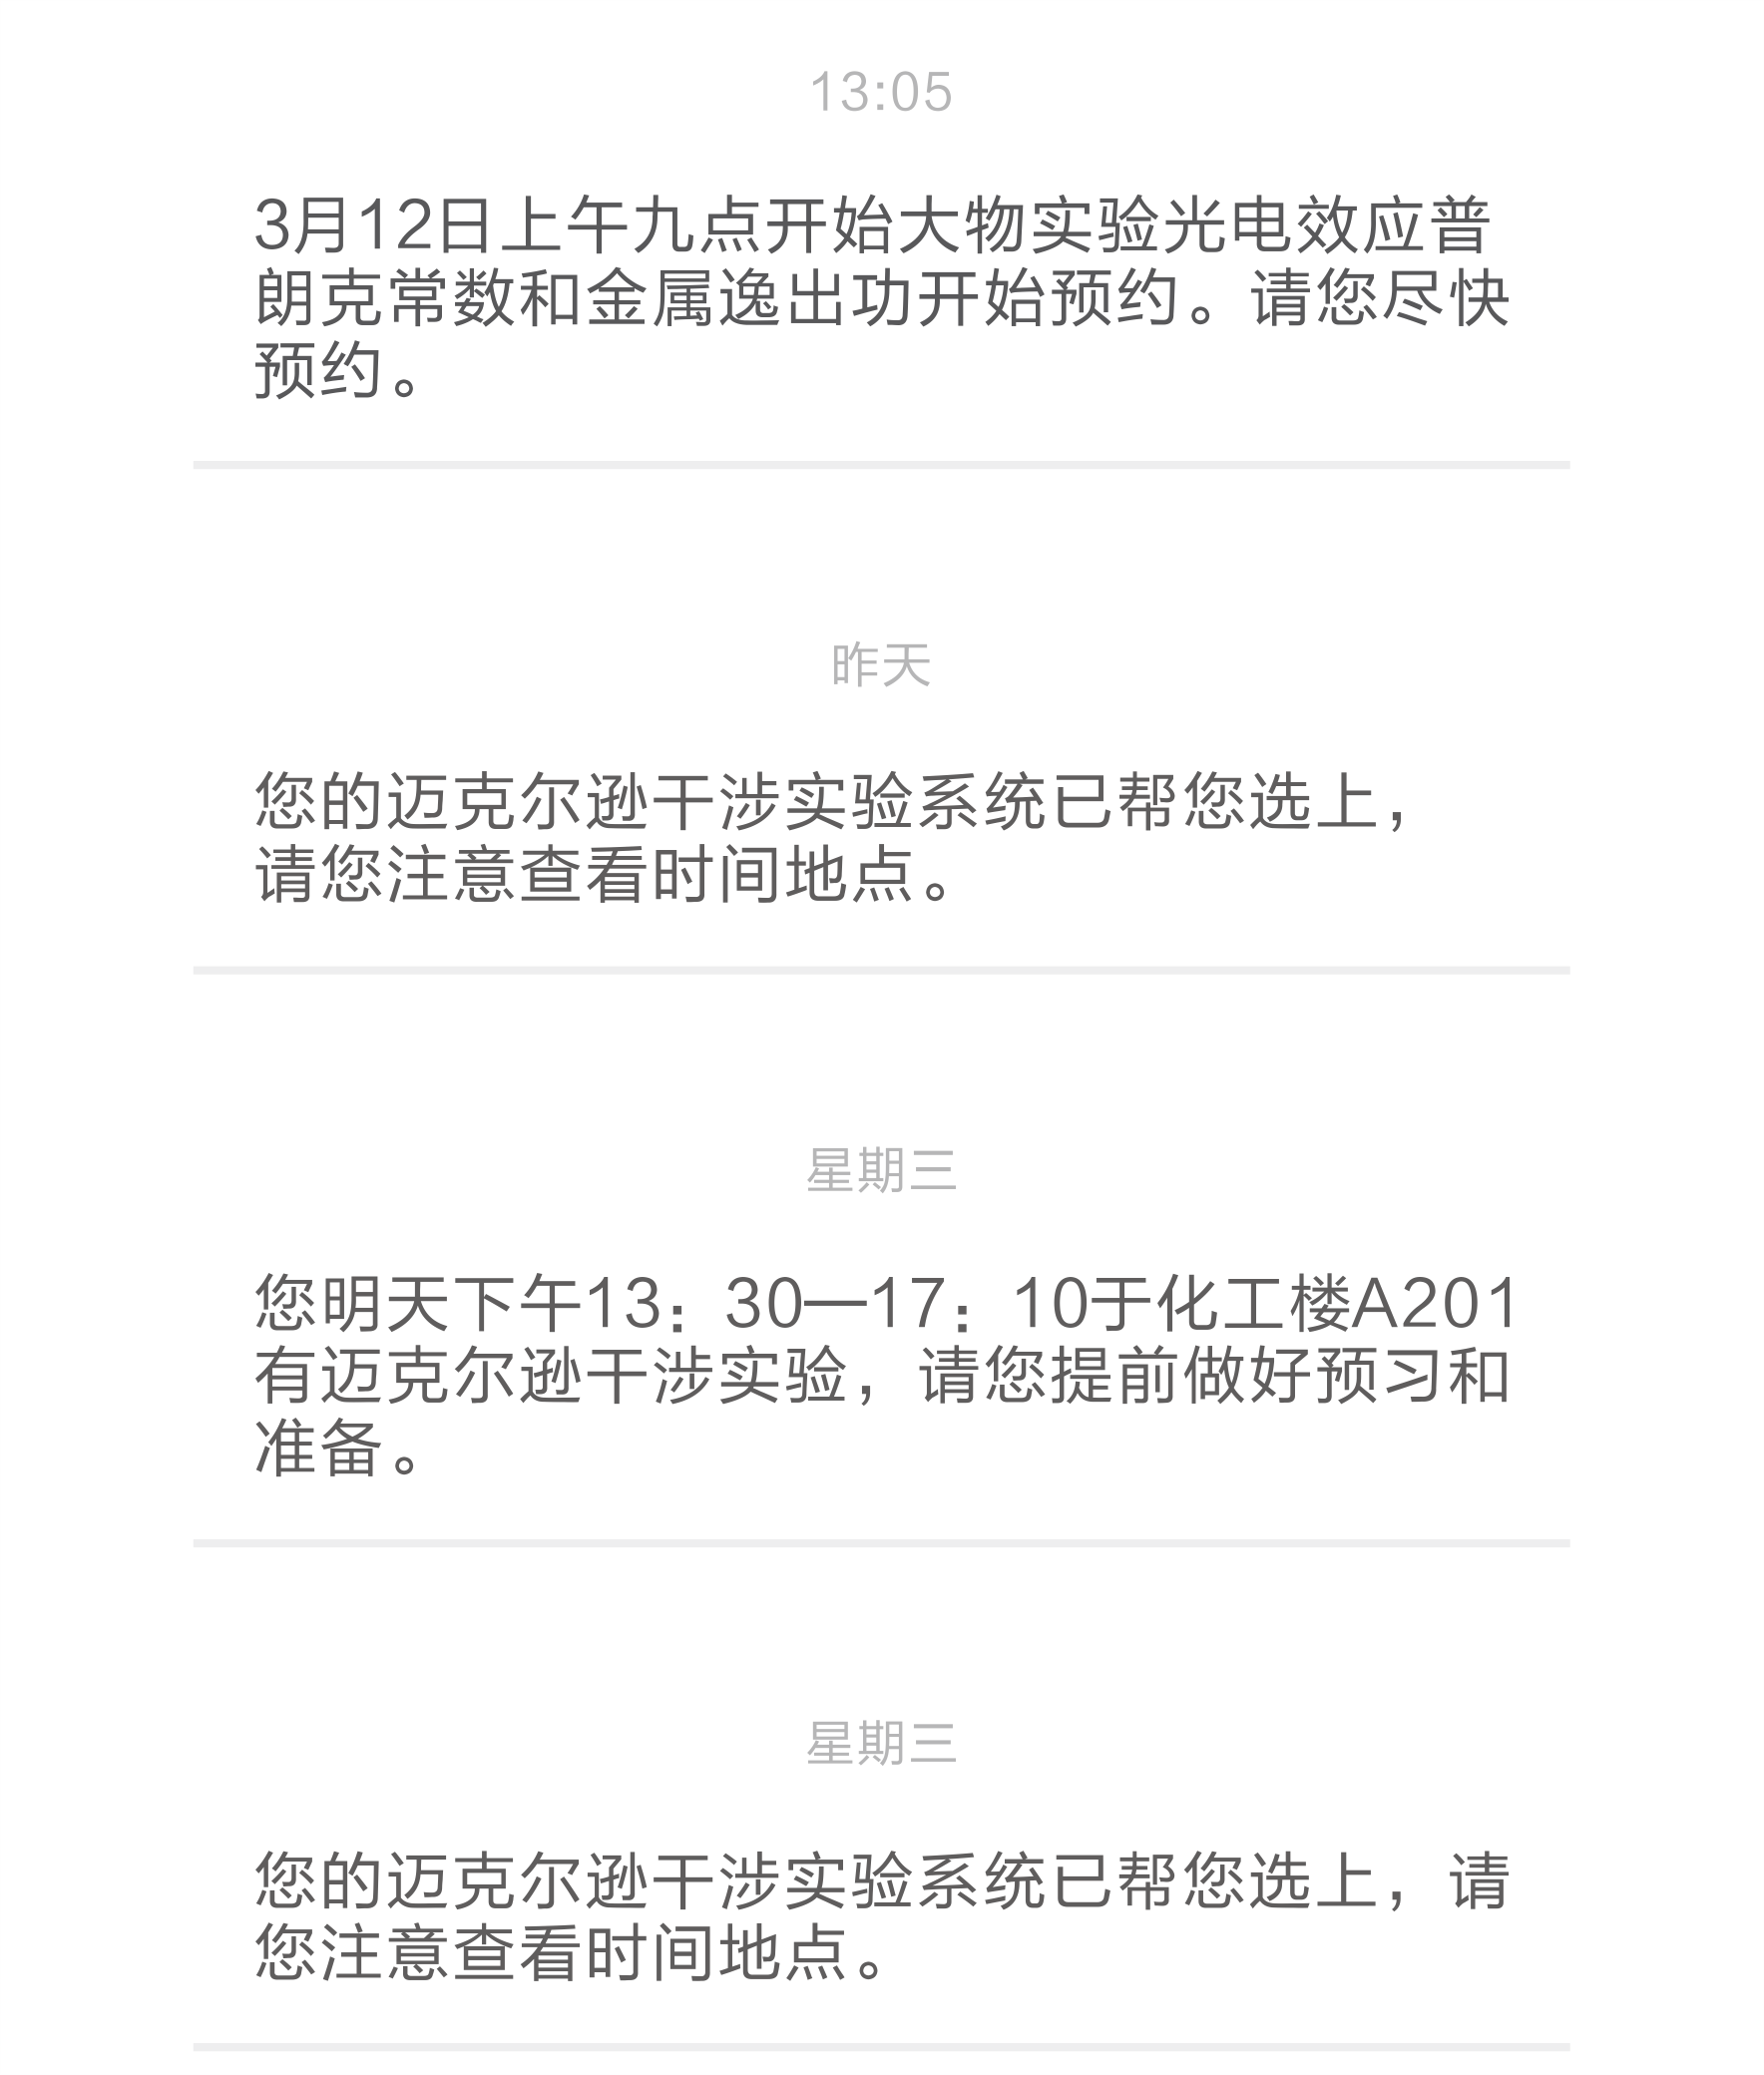 13:05
3月12日上午九点开始大物实验光电效应普
朗克常数和金属逸出功开始预约。请您尽快
预约。
昨天
您的迈克尔逊干涉实验系统已帮您选上，
请您注意查看时间地点。
星期三
您明天下午13：30—17：10于化工楼A201
有迈克尔逊干涉实验，请您提前做好预习和
准备。
星期三
您的迈克尔逊干涉实验系统已帮您选上，请
您注意查看时间地点。